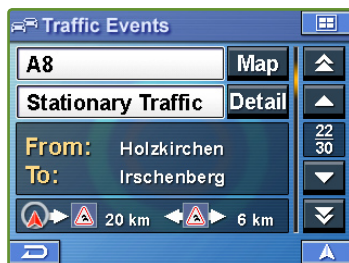 Traffic Events
A8 Map
Stationary Traffic Detail
From: Holzkirchen
To: Irschenberg
22
30
20 km 6 km